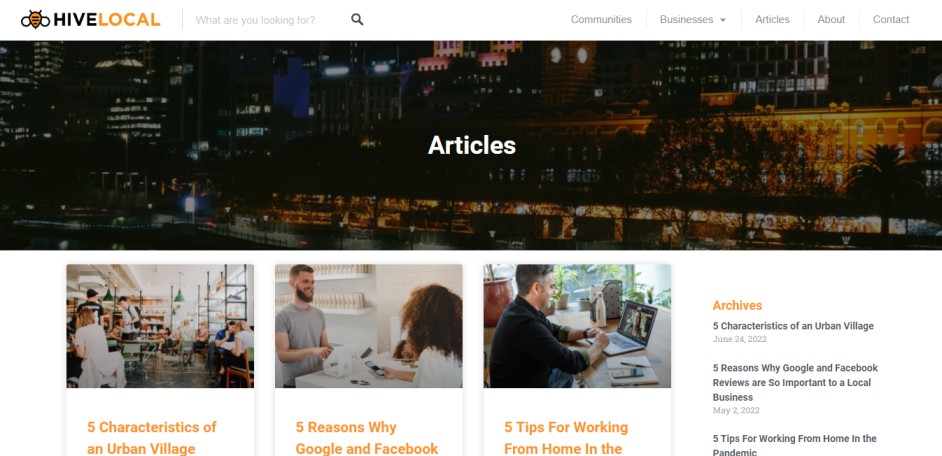 HIVELOCAL
What are you looking for?
Communities
Businesses
Articles
About
Contact
Articles
5 Characteristics of
an Urban Village
5 Reasons Why
Google and Facebook
5 Tips For Working
From Home In the
Archives
5 Characteristics of an Urban Village
June 24, 2022
5 Reasons Why Google and Facebook
Reviews are So Important to a Local
Business
May 2, 2022
5 Tips For Working From Home In the
Pandemic